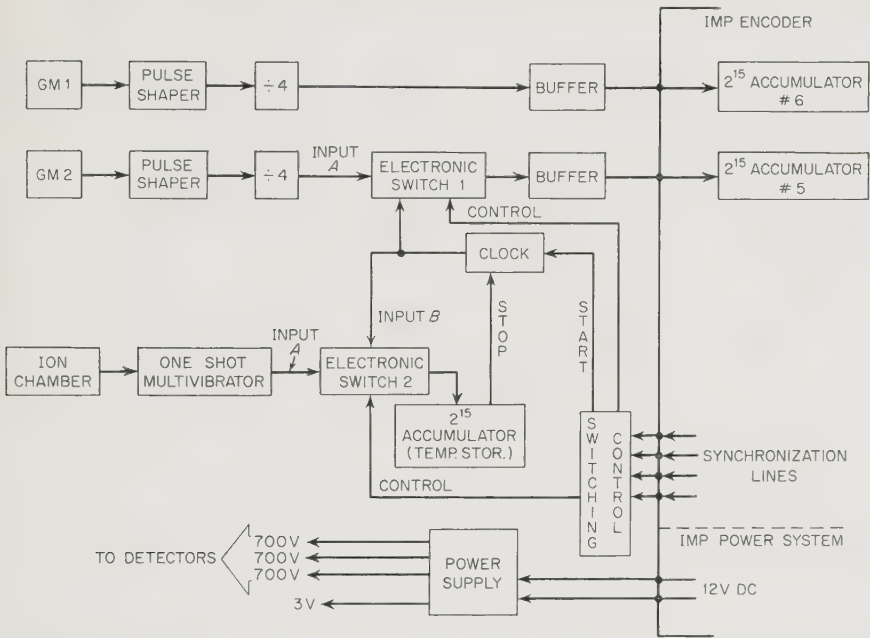 IMP ENCODER
GM 1
PULSE
SHAPER
÷4
BUFFER
2¹⁵ ACCUMULATOR
# 6
GM 2
PULSE
SHAPER
÷4
INPUT
A
ELECTRONIC
SWITCH 1
BUFFER
2¹⁵ ACCUMULATOR
# 5
CONTROL
CLOCK
INPUT B
STOP
START
ION
CHAMBER
ONE SHOT
MULTIVIBRATOR
INPUT
A
ELECTRONIC
SWITCH 2
2¹⁵
ACCUMULATOR
(TEMP. STOR.)
CONTROL
SWITCHING
CONTROL
SYNCHRONIZATION
LINES
IMP POWER SYSTEM
TO DETECTORS
700V
700V
700V
3V
POWER
SUPPLY
12V DC